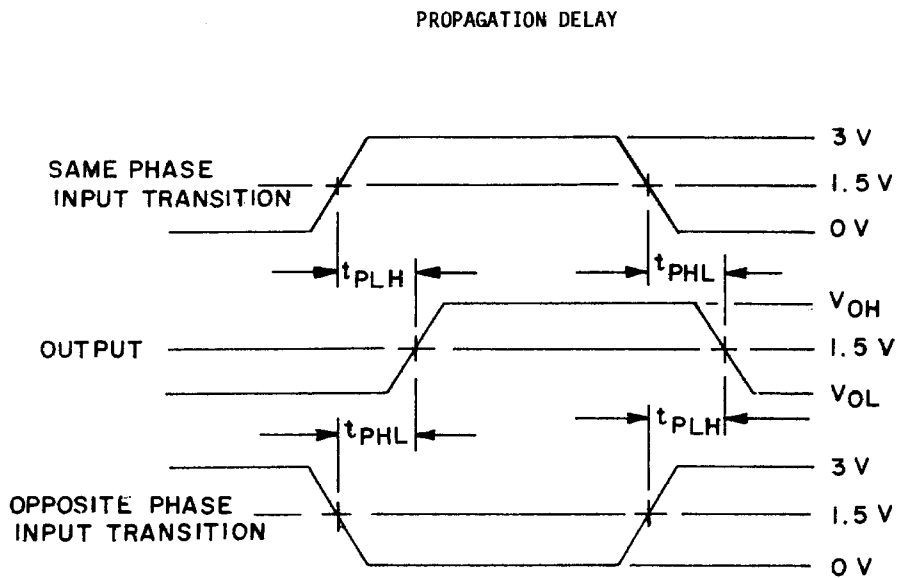 PROPAGATION DELAY
3 V
SAME PHASE
INPUT TRANSITION
1.5 V
0 V
tPLH
tPHL
VOH
OUTPUT
1.5 V
VOL
tPHL
tPLH
3 V
OPPOSITE PHASE
INPUT TRANSITION
1.5 V
0 V